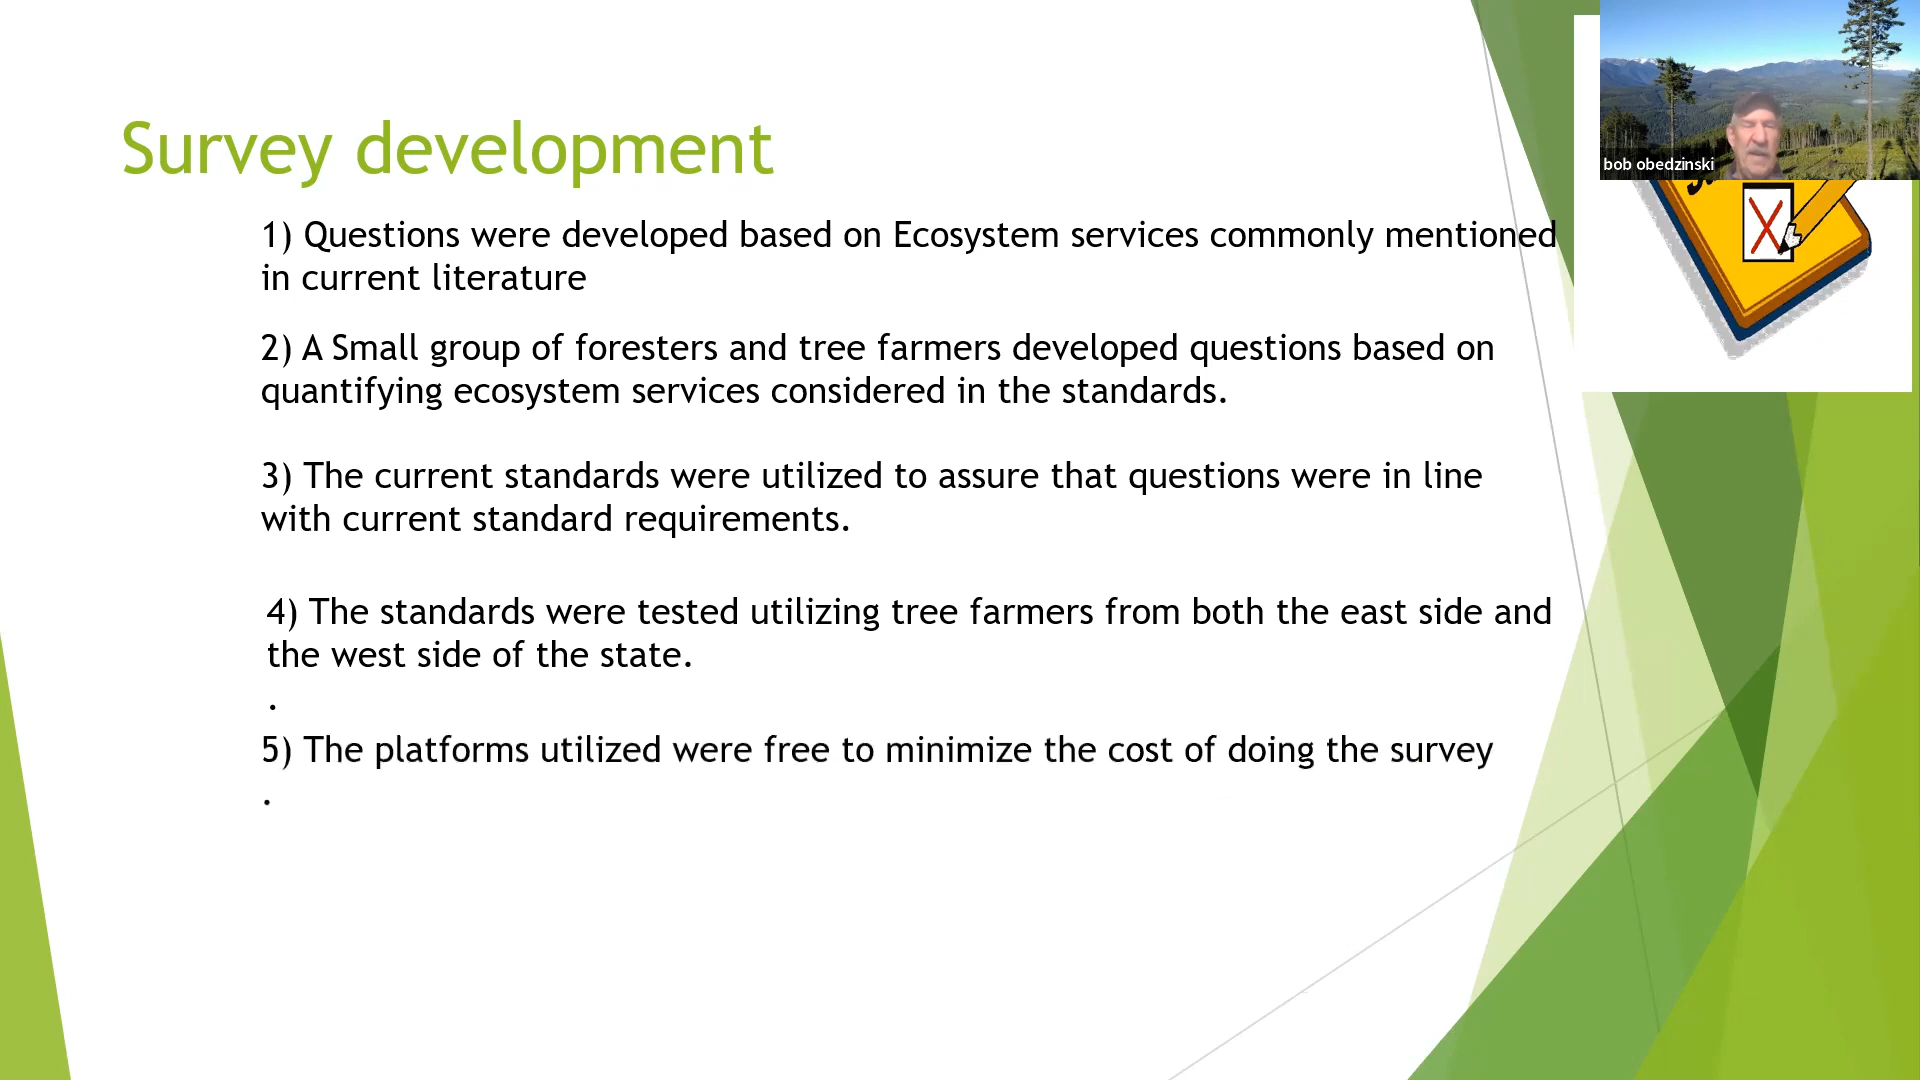 Survey development
bob obedzinski
1) Questions were developed based on Ecosystem services commonly mentioned
in current literature
2) A Small group of foresters and tree farmers developed questions based on
quantifying ecosystem services considered in the standards.
3) The current standards were utilized to assure that questions were in line
with current standard requirements.
4) The standards were tested utilizing tree farmers from both the east side and
the west side of the state.
.
5) The platforms utilized were free to minimize the cost of doing the survey
.